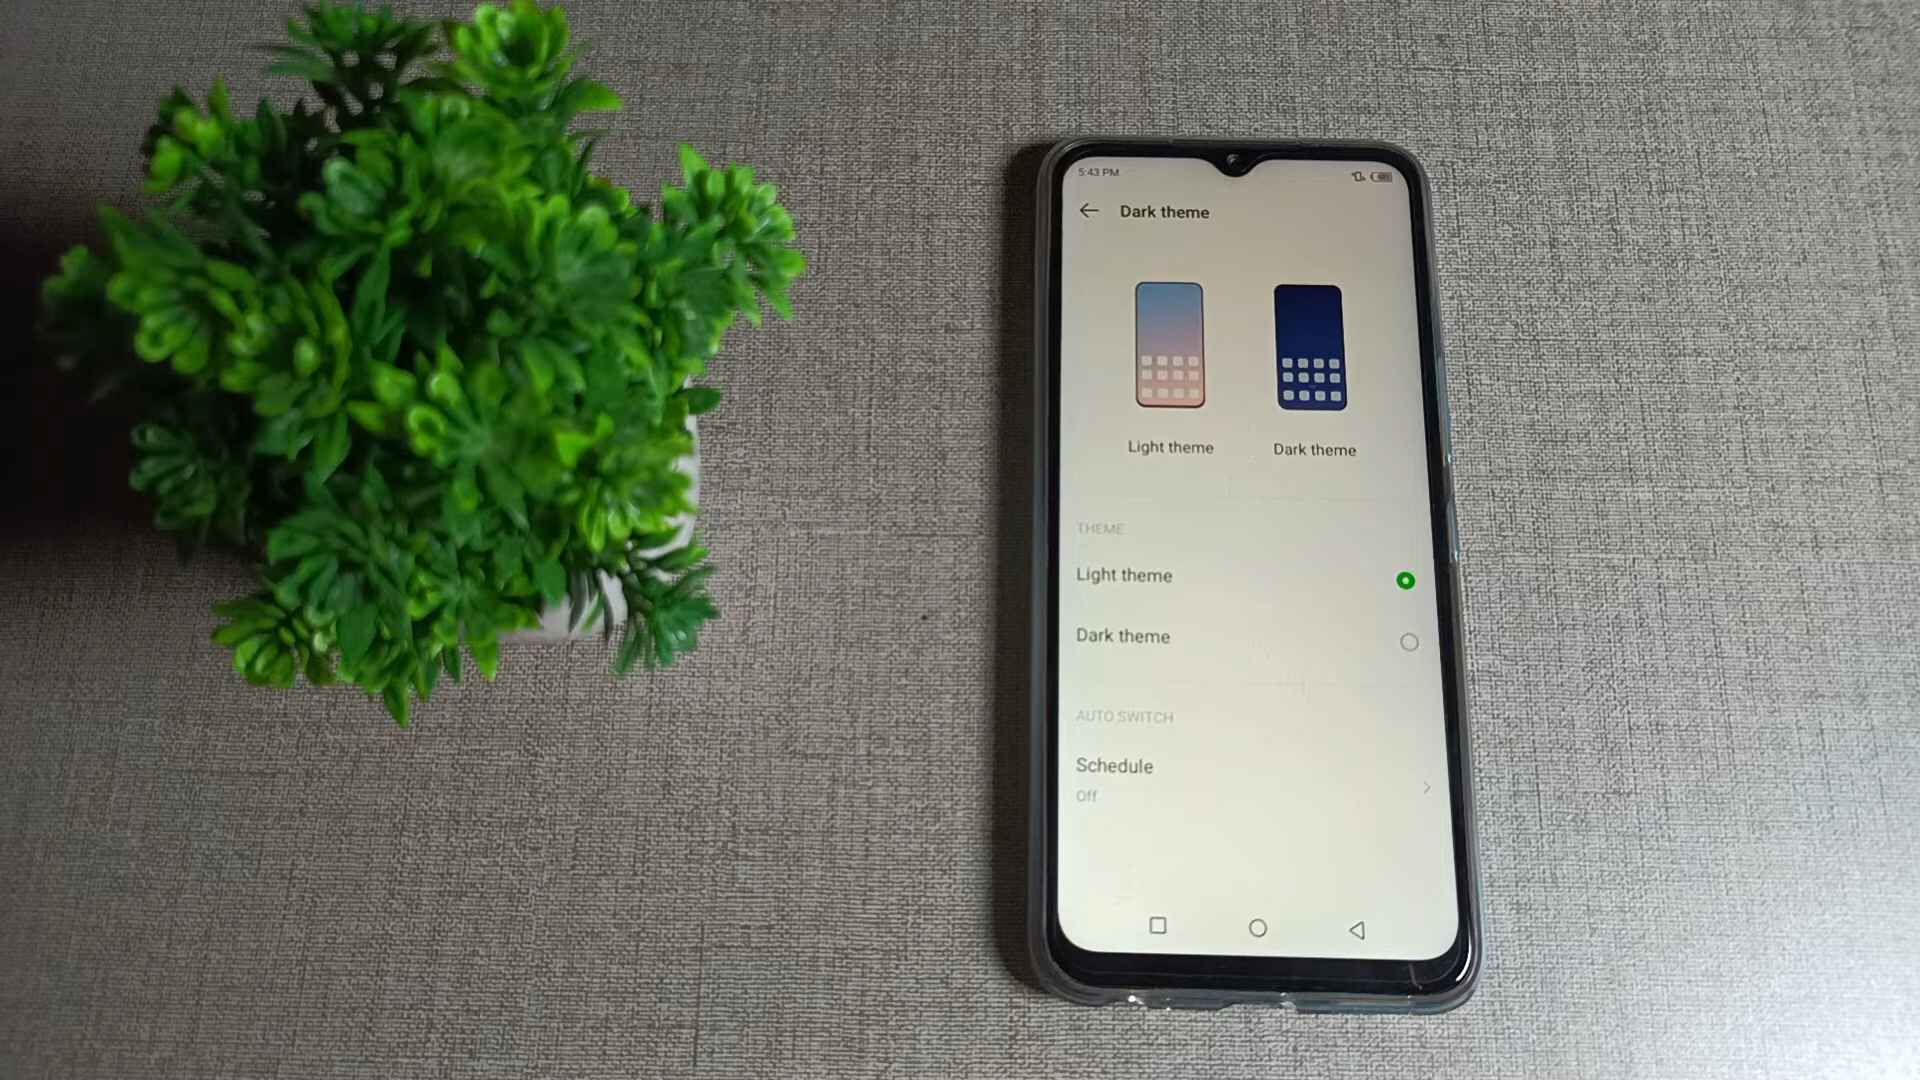 5:43 PM
Dark theme
Light theme
Dark theme
THEME
Light theme
Dark theme
AUTO SWITCH
Schedule
Off